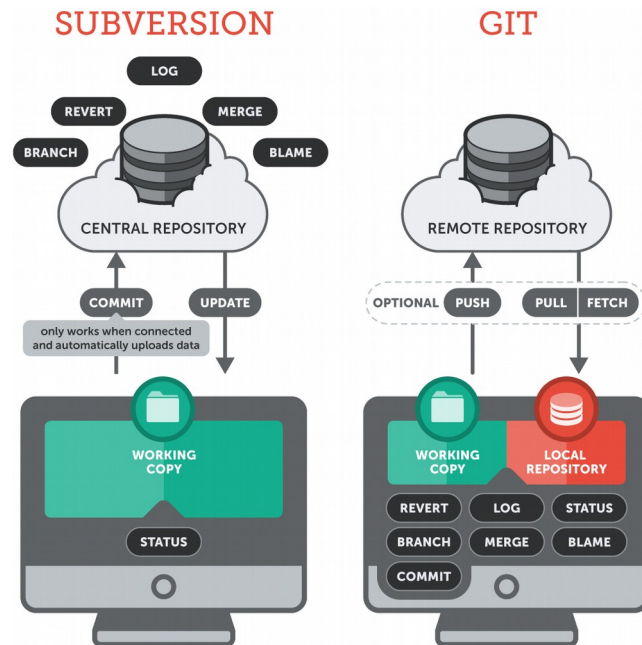 SUBVERSION
LOG
REVERT
MERGE
BRANCH
BLAME
CENTRAL REPOSITORY
COMMIT
UPDATE
only works when connected
and automatically uploads data
WORKING
COPY
STATUS
GIT
REMOTE REPOSITORY
OPTIONAL
PUSH
PULL
FETCH
WORKING
COPY
LOCAL
REPOSITORY
REVERT
LOG
STATUS
BRANCH
MERGE
BLAME
COMMIT